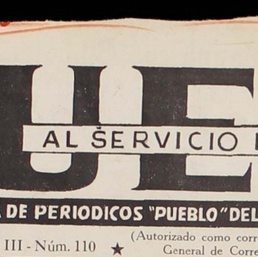 UE
AL SERVICIO
DE PERIODICOS "PUEBLO" DEL
III - Núm. 110 ★ (Autorizado como corr
General de Corre